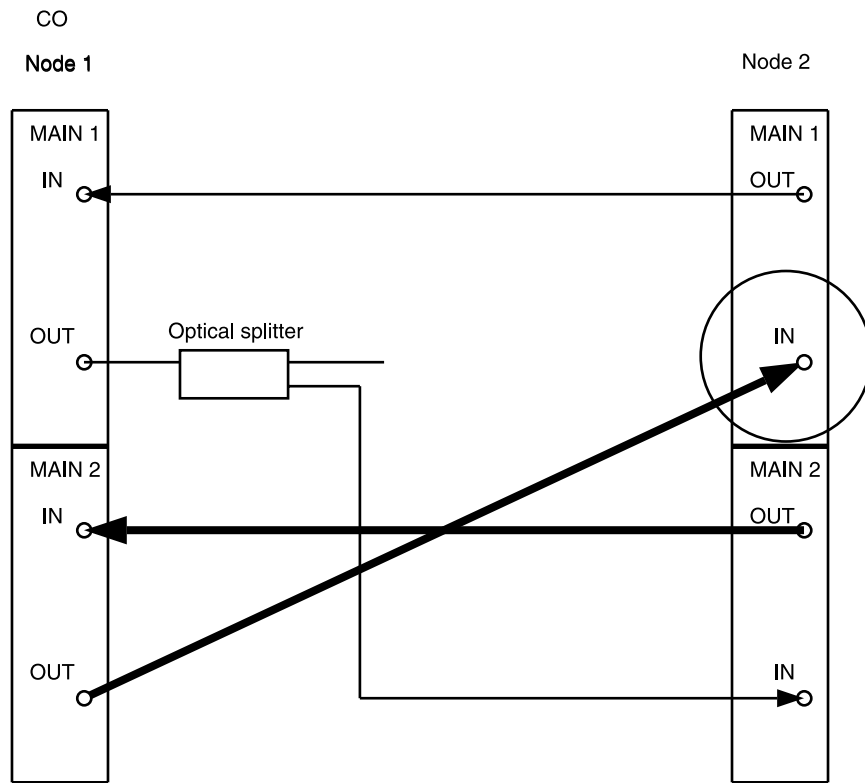 CO
Node 1
Node 2
MAIN 1
MAIN 1
IN
OUT
OUT
Optical splitter
IN
MAIN 2
MAIN 2
IN
OUT
OUT
IN